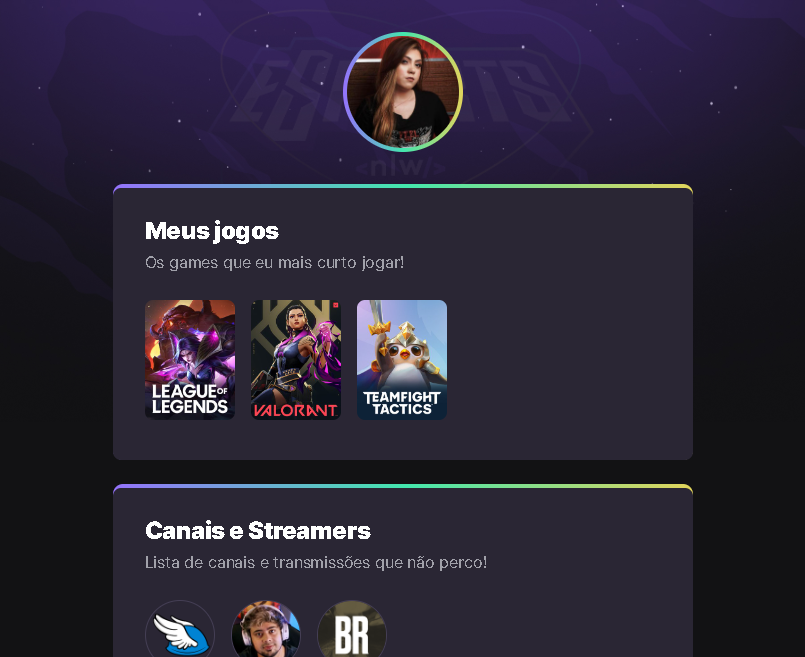 ESPORTS
<nlw/>
Meus jogos
Os games que eu mais curto jogar!
LEAGUE OF
LEGENDS
VALORANT
TEAMFIGHT
TACTICS
Canais e Streamers
Lista de canais e transmissões que não perco!
BR